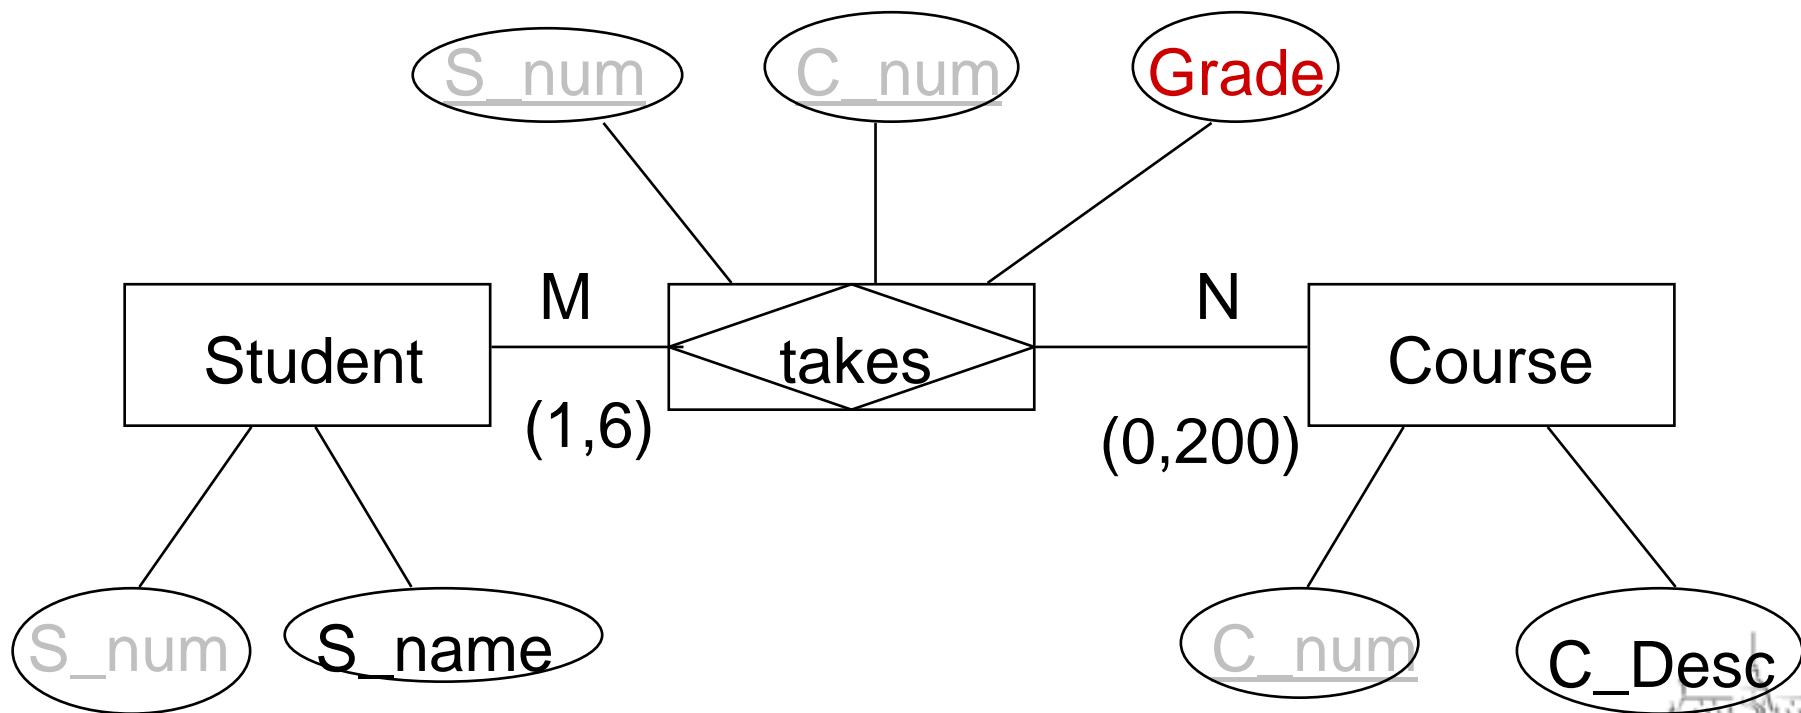 S_num C_num Grade
M N
Student takes Course
(1,6) (0,200)
S_num S_name C_num C_Desc